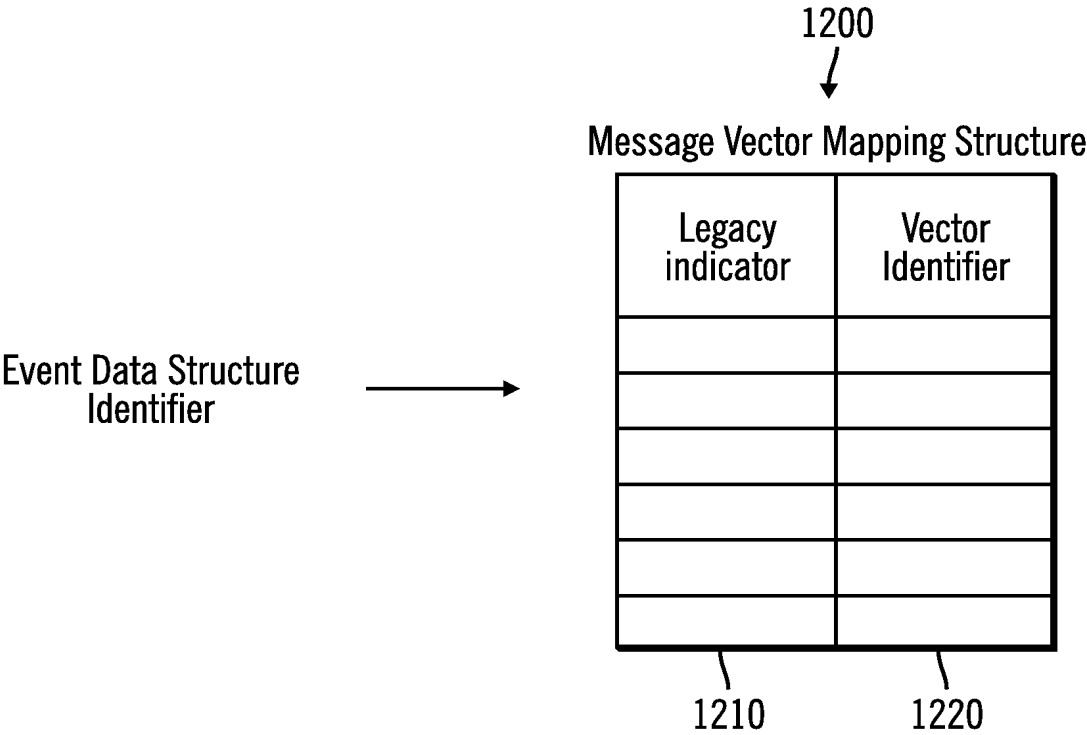 1200
Message Vector Mapping Structure
Legacy
indicator
Vector
Identifier
Event Data Structure
Identifier
1210
1220